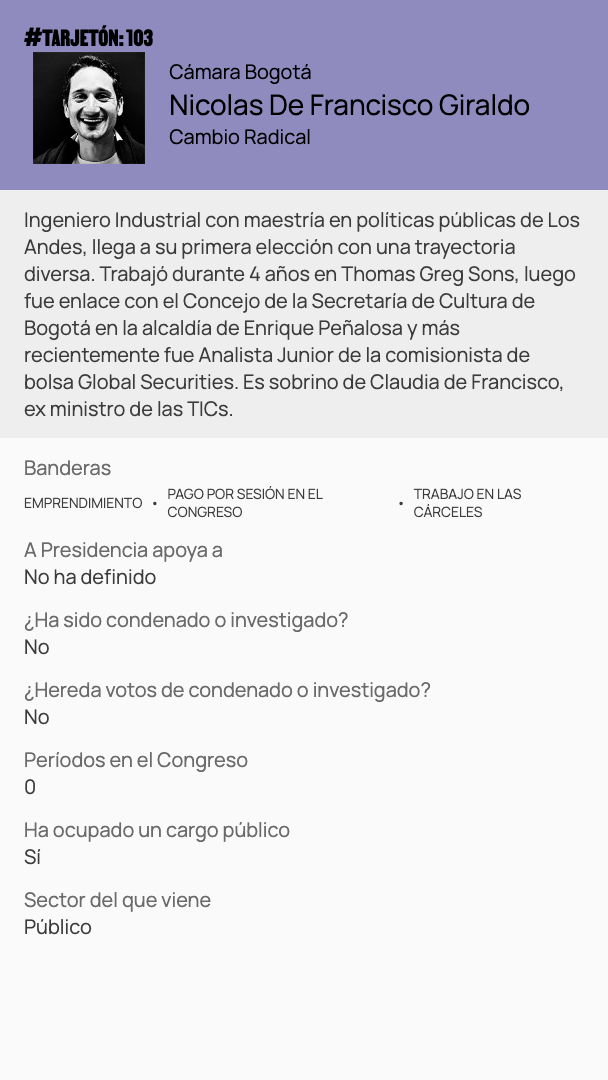 #TARJETÓN: 103
Cámara Bogotá
Nicolas De Francisco Giraldo
Cambio Radical
Ingeniero Industrial con maestría en políticas públicas de Los
Andes, llega a su primera elección con una trayectoria
diversa. Trabajó durante 4 años en Thomas Greg Sons, luego
fue enlace con el Concejo de la Secretaría de Cultura de
Bogotá en la alcaldía de Enrique Peñalosa y más
recientemente fue Analista Junior de la comisionista de
bolsa Global Securities. Es sobrino de Claudia de Francisco,
ex ministro de las TICs.
Banderas
EMPRENDIMIENTO • PAGO POR SESIÓN EN EL CONGRESO • TRABAJO EN LAS CÁRCELES
A Presidencia apoya a
No ha definido
¿Ha sido condenado o investigado?
No
¿Hereda votos de condenado o investigado?
No
Períodos en el Congreso
0
Ha ocupado un cargo público
Sí
Sector del que viene
Público